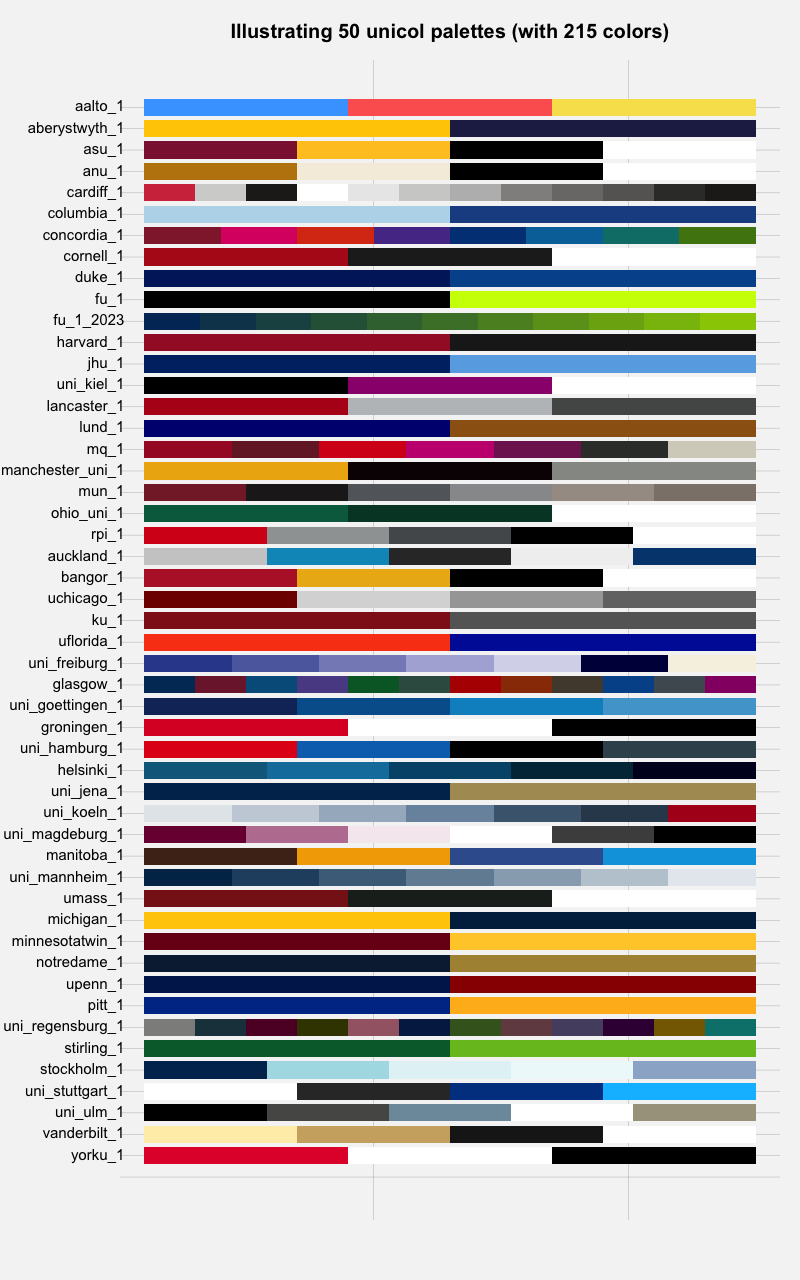 Illustrating 50 unicol palettes (with 215 colors)
aalto_1
aberystwyth_1
asu_1
anu_1
cardiff_1
columbia_1
concordia_1
cornell_1
duke_1
fu_1
fu_1_2023
harvard_1
jhu_1
uni_kiel_1
lancaster_1
lund_1
mq_1
manchester_uni_1
mun_1
ohio_uni_1
rpi_1
auckland_1
bangor_1
uchicago_1
ku_1
uflorida_1
uni_freiburg_1
glasgow_1
uni_goettingen_1
groningen_1
uni_hamburg_1
helsinki_1
uni_jena_1
uni_koeln_1
uni_magdeburg_1
manitoba_1
uni_mannheim_1
umass_1
michigan_1
minnesotatwin_1
notredame_1
upenn_1
pitt_1
uni_regensburg_1
stirling_1
stockholm_1
uni_stuttgart_1
uni_ulm_1
vanderbilt_1
yorku_1